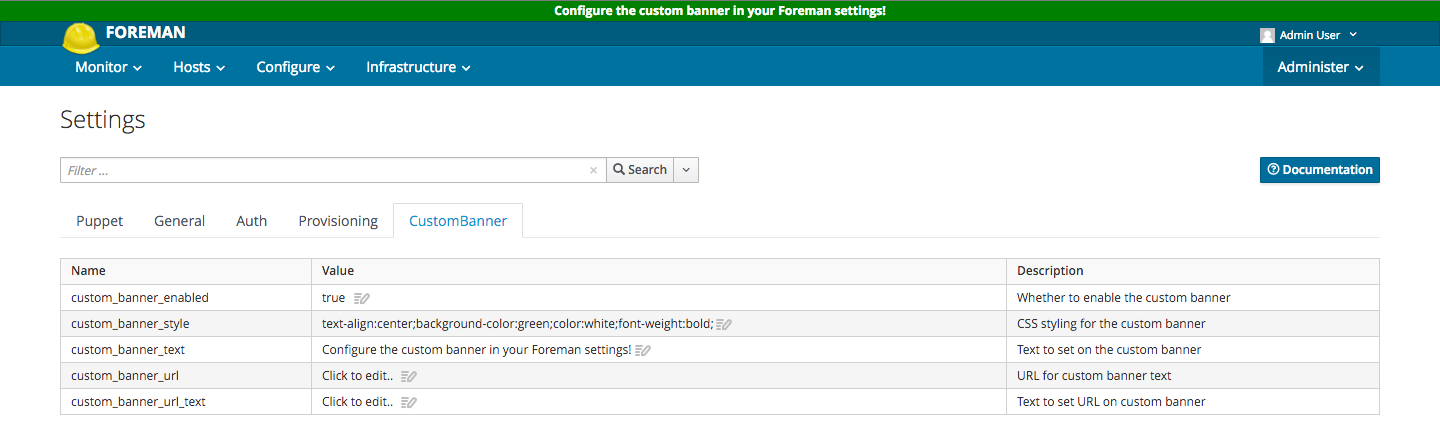 Configure the custom banner in your Foreman settings!
FOREMAN
Admin User
Monitor Hosts Configure Infrastructure Administer
Settings
Filter ... × Search Documentation
Puppet General Auth Provisioning CustomBanner
Name Value Description
custom_banner_enabled true Whether to enable the custom banner
custom_banner_style text-align:center;background-color:green;color:white;font-weight:bold; CSS styling for the custom banner
custom_banner_text Configure the custom banner in your Foreman settings! Text to set on the custom banner
custom_banner_url Click to edit.. URL for custom banner text
custom_banner_url_text Click to edit.. Text to set URL on custom banner